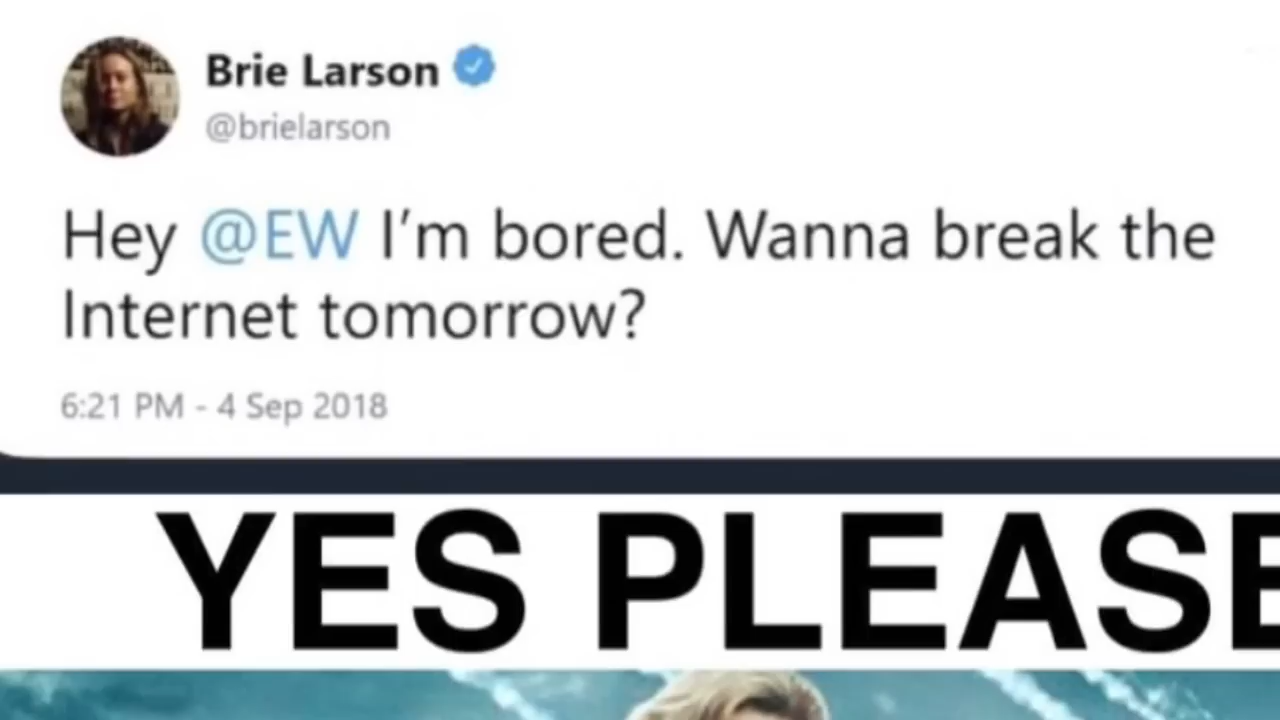 Brie Larson
@brielarson
Hey @EW I'm bored. Wanna break the
Internet tomorrow?
6:21 PM - 4 Sep 2018
YES PLEASE